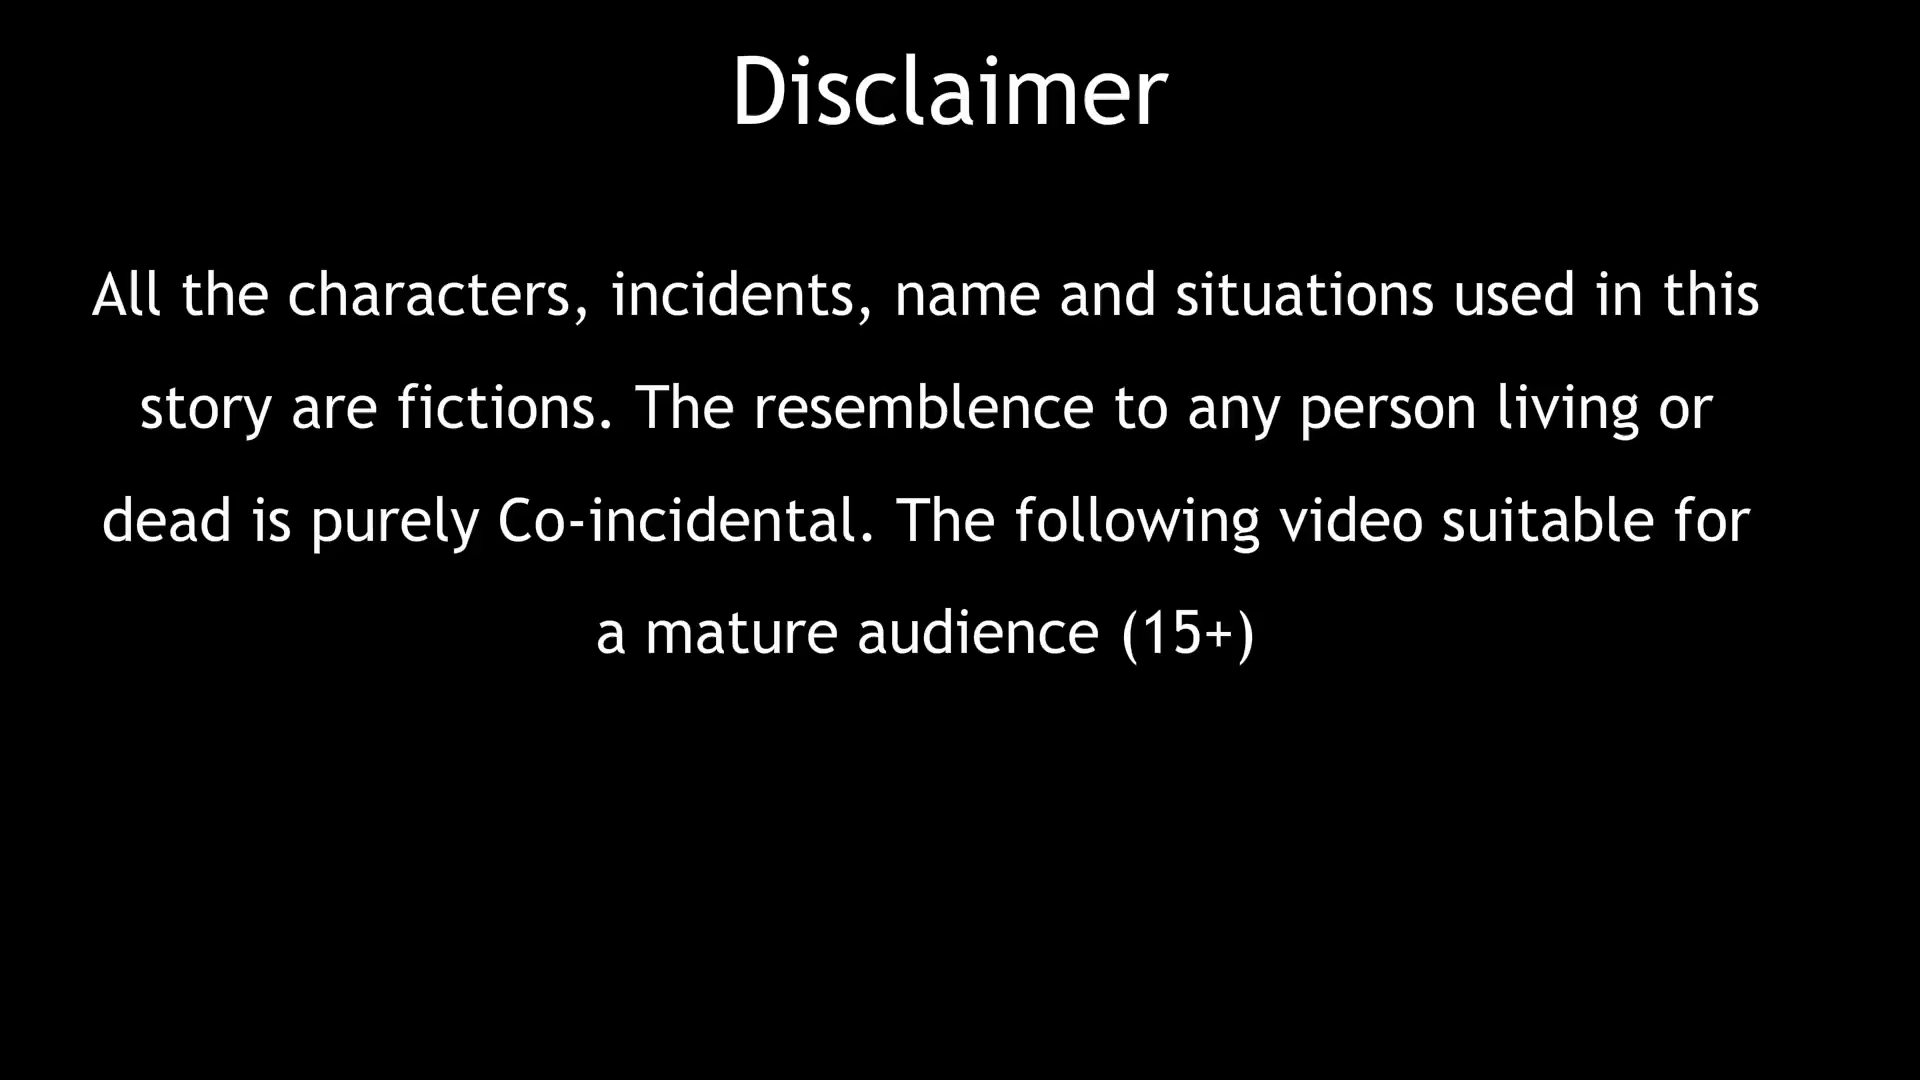 Disclaimer
All the characters, incidents, name and situations used in this
story are fictions. The resemblence to any person living or
dead is purely Co-incidental. The following video suitable for
a mature audience (15+)